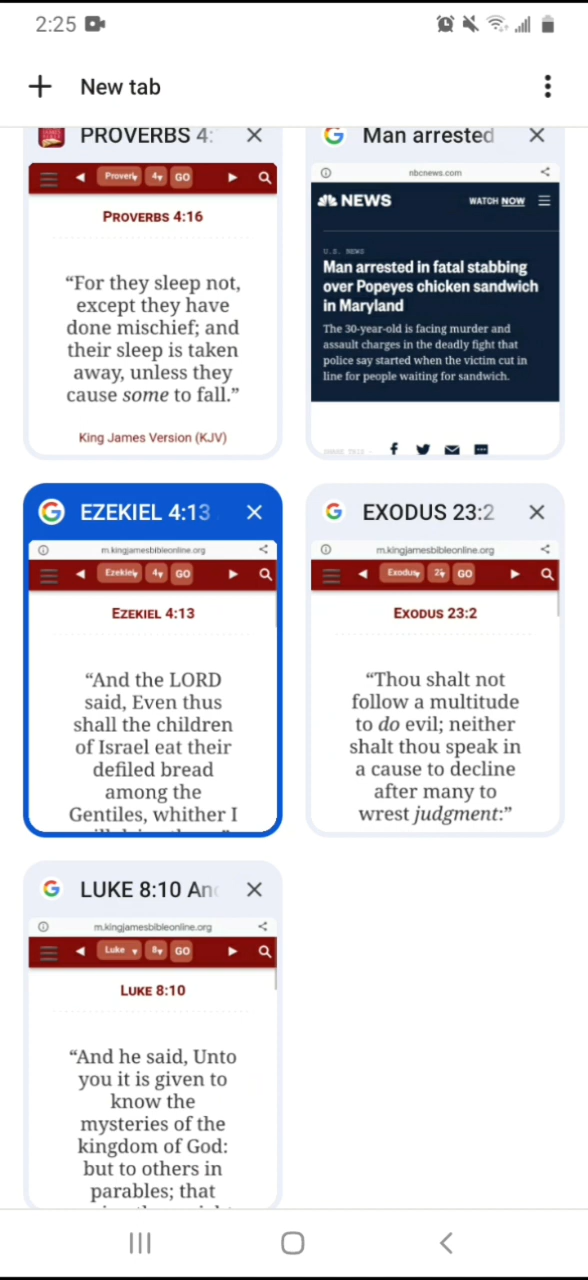 2:25
New tab
PROVERBS 4:
Man arrested
Proverb
4
GO
PROVERBS 4:16
“For they sleep not,
except they have
done mischief; and
their sleep is taken
away, unless they
cause some to fall.”
King James Version (KJV)
nbcnews.com
NEWS
WATCH NOW
U.S. NEWS
Man arrested in fatal stabbing
over Popeyes chicken sandwich
in Maryland
The 30-year-old is facing murder and
assault charges in the deadly fight that
police say started when the victim cut in
line for people waiting for sandwich.
SHARE THIS -
EZEKIEL 4:13
EXODUS 23:2
m.kingjamesbibleonline.org
Ezekiel
4
GO
EZEKIEL 4:13
“And the LORD
said, Even thus
shall the children
of Israel eat their
defiled bread
among the
Gentiles, whither I
m.kingjamesbibleonline.org
Exodus
GO
EXODUS 23:2
“Thou shalt not
follow a multitude
to do evil; neither
shalt thou speak in
a cause to decline
after many to
wrest judgment:”
LUKE 8:10 An
m.kingjamesbibleonline.org
Luke
8
GO
LUKE 8:10
“And he said, Unto
you it is given to
know the
mysteries of the
kingdom of God:
but to others in
parables; that